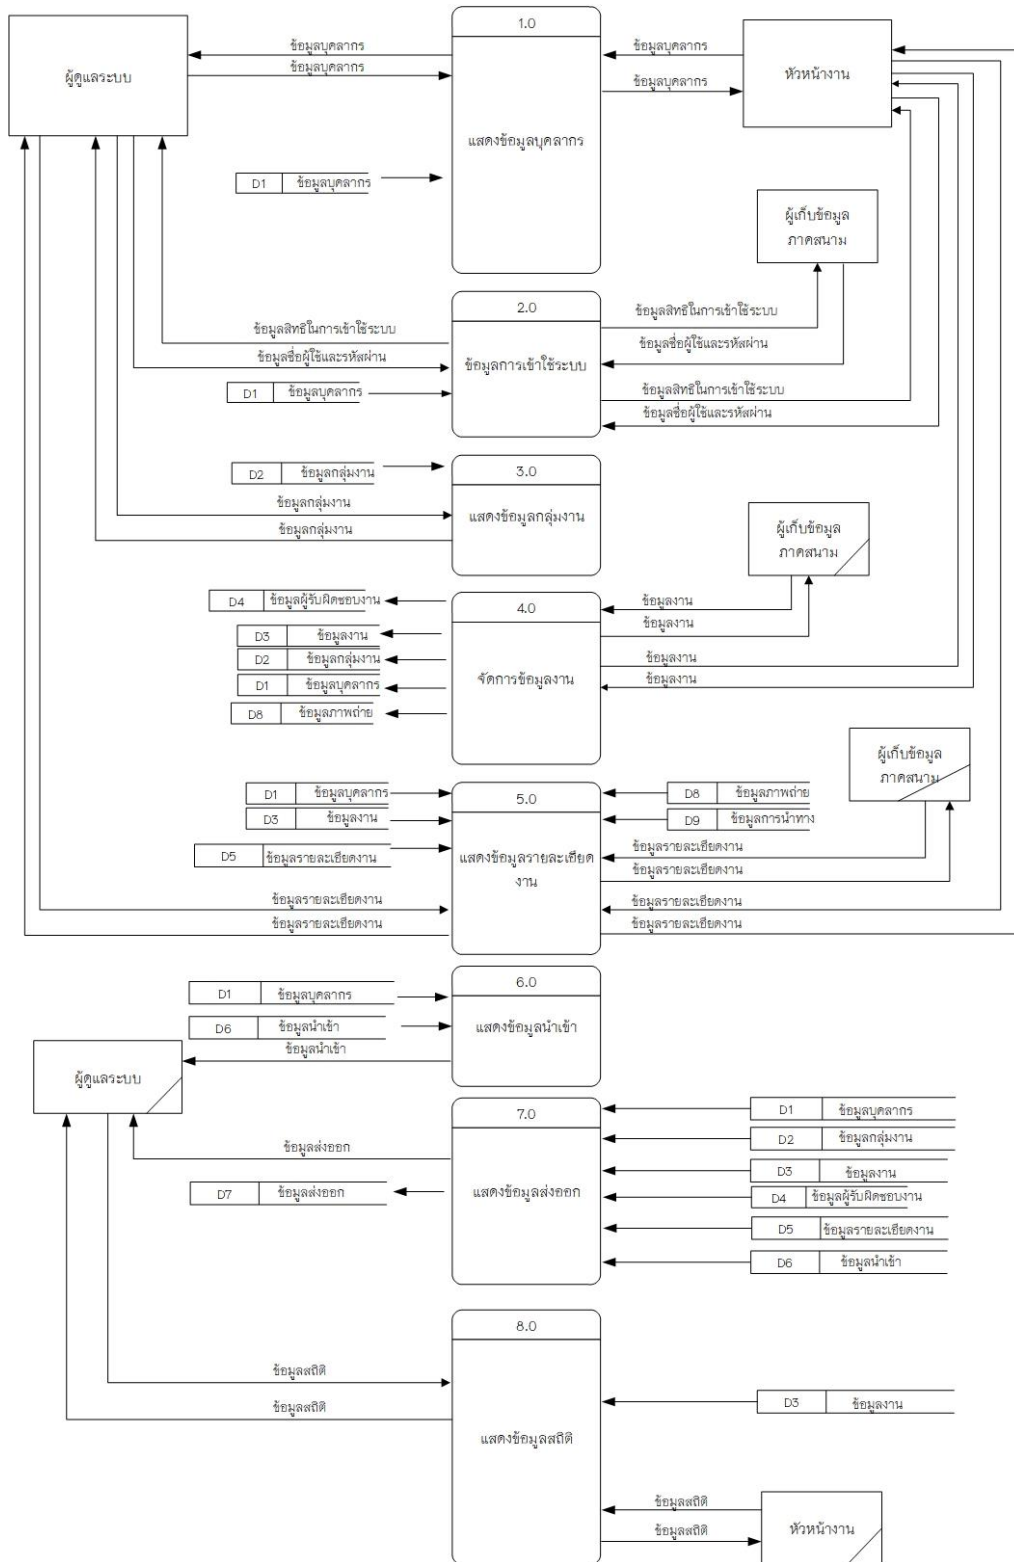 1.0
ข้อมูลบุคลากร
ข้อมูลบุคลากร
ข้อมูลบุคลากร
ข้อมูลบุคลากร
ผู้ดูแลระบบ
หัวหน้างาน
แสดงข้อมูลบุคลากร
D1 ข้อมูลบุคลากร
ผู้เก็บข้อมูล
ภาคสนาม
2.0
ข้อมูลสิทธิในการเข้าใช้ระบบ
ข้อมูลสิทธิในการเข้าใช้ระบบ
ข้อมูลชื่อผู้ใช้และรหัสผ่าน
ข้อมูลการเข้าใช้ระบบ
ข้อมูลชื่อผู้ใช้และรหัสผ่าน
D1 ข้อมูลบุคลากร
ข้อมูลสิทธิในการเข้าใช้ระบบ
ข้อมูลชื่อผู้ใช้และรหัสผ่าน
3.0
D2 ข้อมูลกลุ่มงาน
ข้อมูลกลุ่มงาน
แสดงข้อมูลกลุ่มงาน
ข้อมูลกลุ่มงาน
ผู้เก็บข้อมูล
ภาคสนาม
4.0
D4 ข้อมูลผู้รับผิดชอบงาน
ข้อมูลงาน
ข้อมูลงาน
D3 ข้อมูลงาน
D2 ข้อมูลกลุ่มงาน
ข้อมูลงาน
จัดการข้อมูลงาน
ข้อมูลงาน
D1 ข้อมูลบุคลากร
D8 ข้อมูลภาพถ่าย
ผู้เก็บข้อมูล
ภาคสนาม
5.0
D1 ข้อมูลบุคลากร
D8 ข้อมูลภาพถ่าย
D3 ข้อมูลงาน
D9 ข้อมูลการนำทาง
D5 ข้อมูลรายละเอียดงาน
แสดงข้อมูลรายละเอียด
งาน
ข้อมูลรายละเอียดงาน
ข้อมูลรายละเอียดงาน
ข้อมูลรายละเอียดงาน
ข้อมูลรายละเอียดงาน
ข้อมูลรายละเอียดงาน
ข้อมูลรายละเอียดงาน
6.0
D1 ข้อมูลบุคลากร
D6 ข้อมูลนำเข้า
แสดงข้อมูลนำเข้า
ข้อมูลนำเข้า
ผู้ดูแลระบบ
7.0
D1 ข้อมูลบุคลากร
D2 ข้อมูลกลุ่มงาน
ข้อมูลส่งออก
D3 ข้อมูลงาน
D7 ข้อมูลส่งออก
แสดงข้อมูลส่งออก
D4 ข้อมูลผู้รับผิดชอบงาน
D5 ข้อมูลรายละเอียดงาน
D6 ข้อมูลนำเข้า
8.0
ข้อมูลสถิติ
ข้อมูลสถิติ
D3 ข้อมูลงาน
แสดงข้อมูลสถิติ
ข้อมูลสถิติ
ข้อมูลสถิติ
หัวหน้างาน